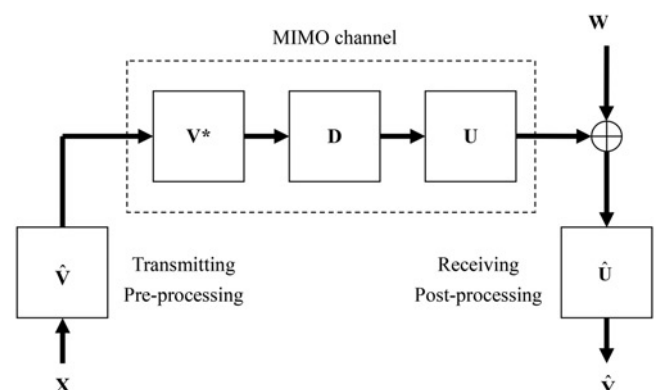 MIMO channel
W
V*
D
U
V̂
Transmitting
Pre-processing
Receiving
Post-processing
Û
X